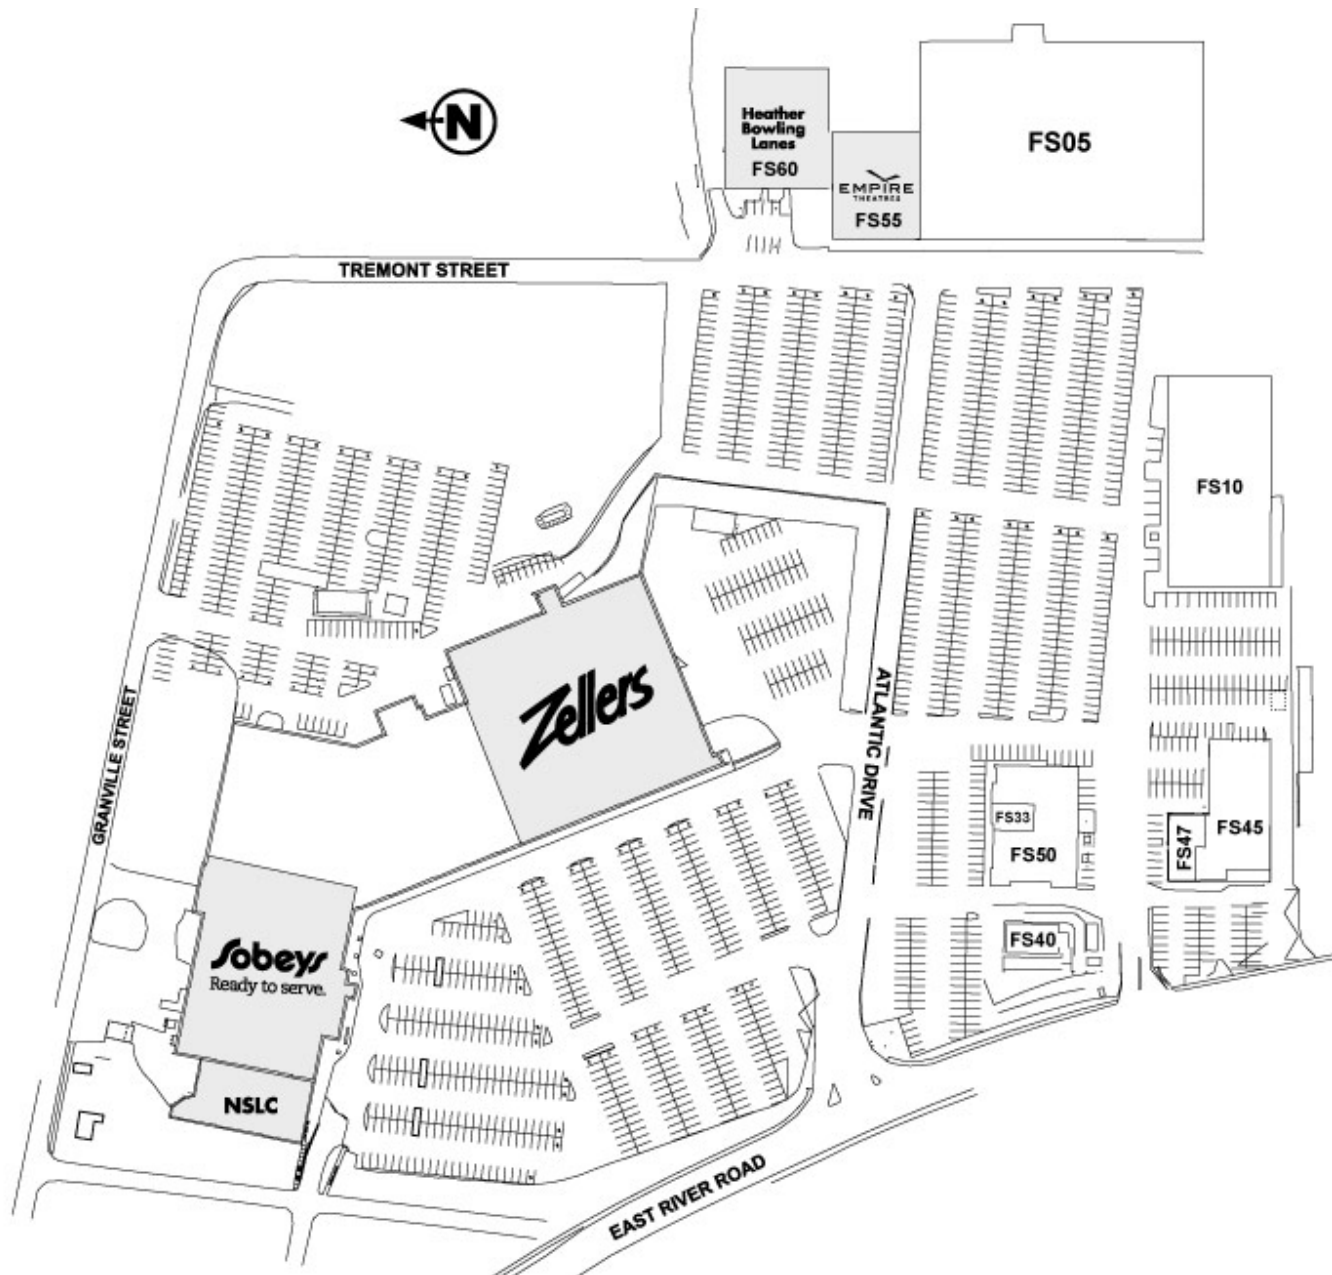 N
Heather
Bowling
Lanes
FS60
EMPIRE
THEATRES
FS55
FS05
TREMONT STREET
FS10
Zellers
ATLANTIC DRIVE
GRANVILLE STREET
FS33
FS50
FS47
FS45
FS40
Sobeys
Ready to serve.
NSLC
EAST RIVER ROAD